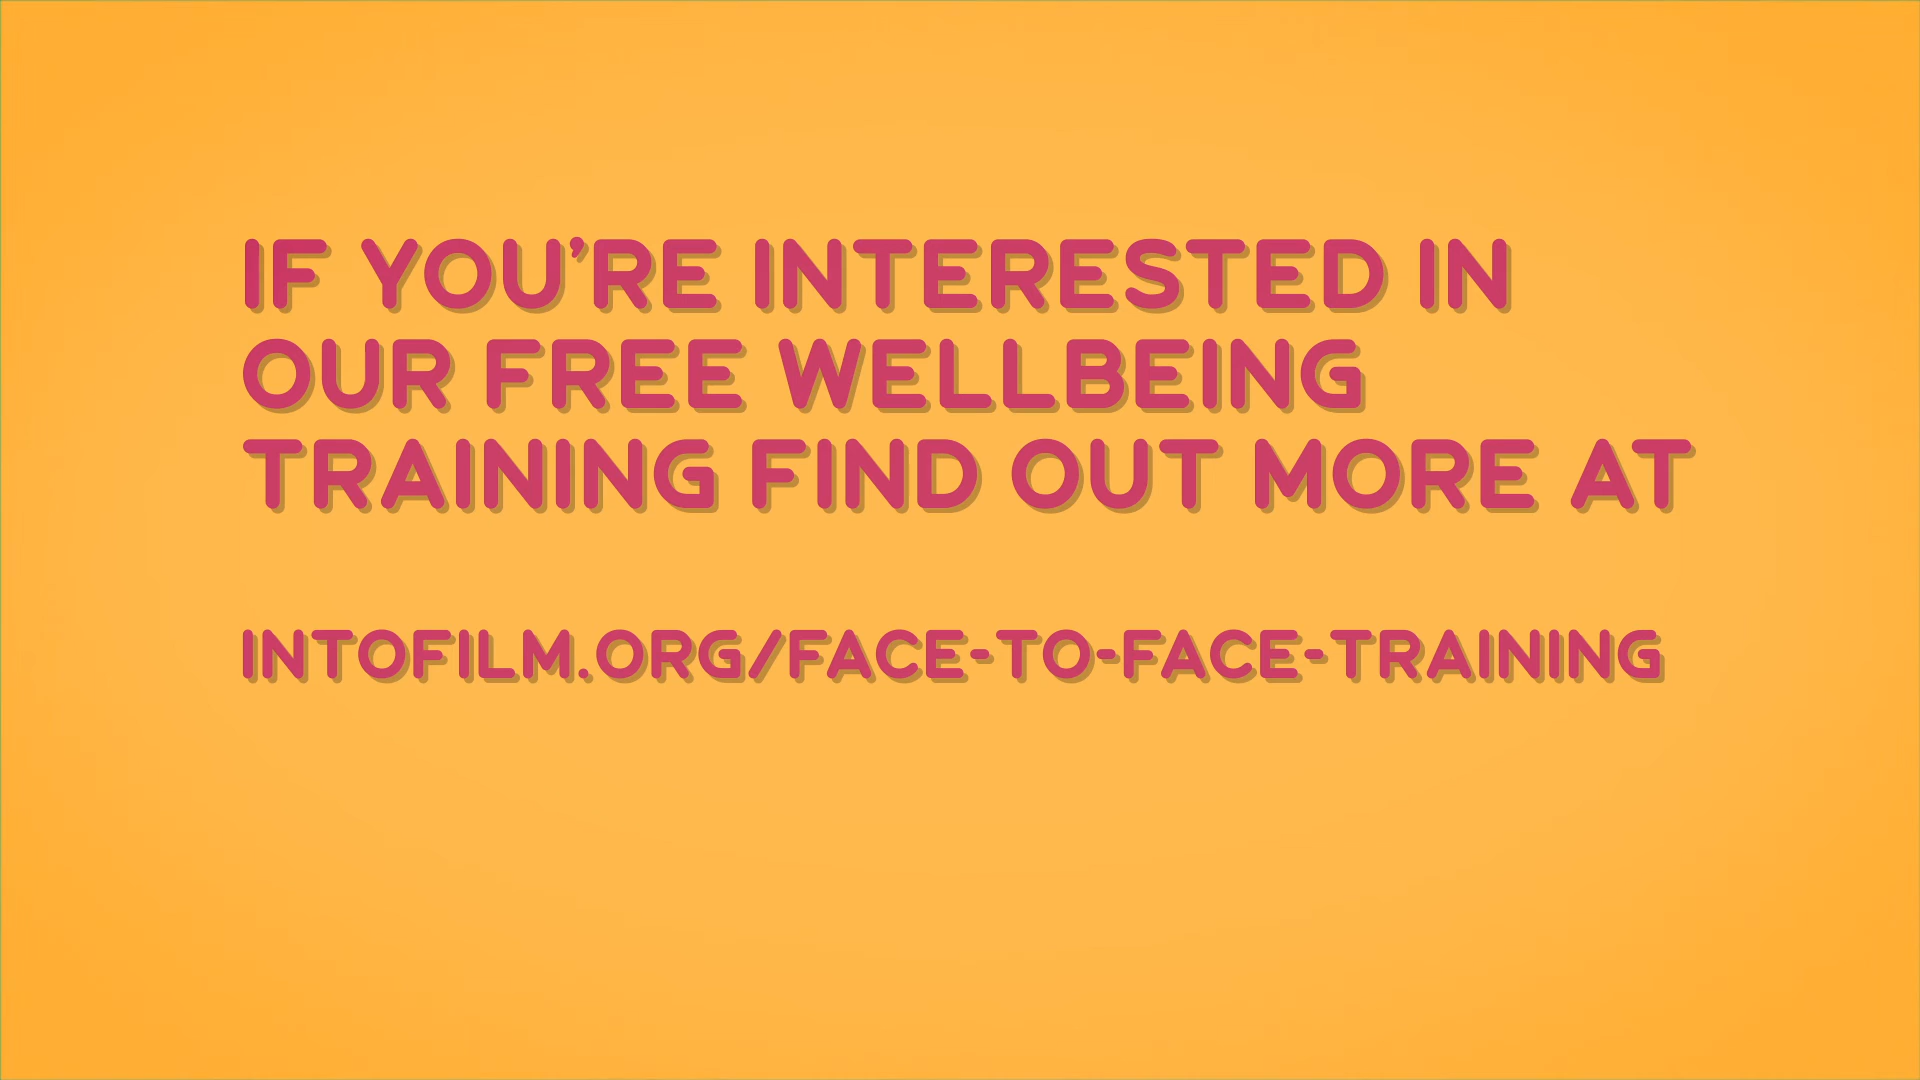 IF YOU’RE INTERESTED IN
OUR FREE WELLBEING
TRAINING FIND OUT MORE AT
INTOFILM.ORG/FACE-TO-FACE-TRAINING